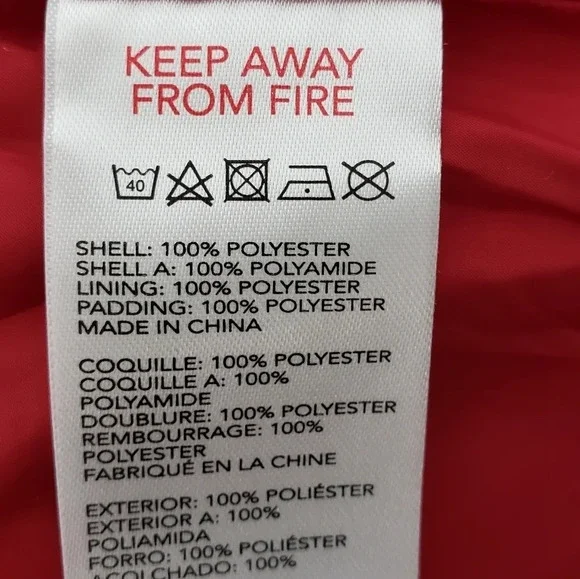 KEEP AWAY
FROM FIRE
40
SHELL: 100% POLYESTER
SHELL A: 100% POLYAMIDE
LINING: 100% POLYESTER
PADDING: 100% POLYESTER
MADE IN CHINA
COQUILLE: 100% POLYESTER
COQUILLE A: 100%
POLYAMIDE
DOUBLURE: 100% POLYESTER
REMBOURRAGE: 100%
POLYESTER
FABRIQUÉ EN LA CHINE
EXTERIOR: 100% POLIÉSTER
EXTERIOR A: 100%
POLIAMIDA
FORRO: 100% POLIÉSTER
ACOLCHADO: 100%